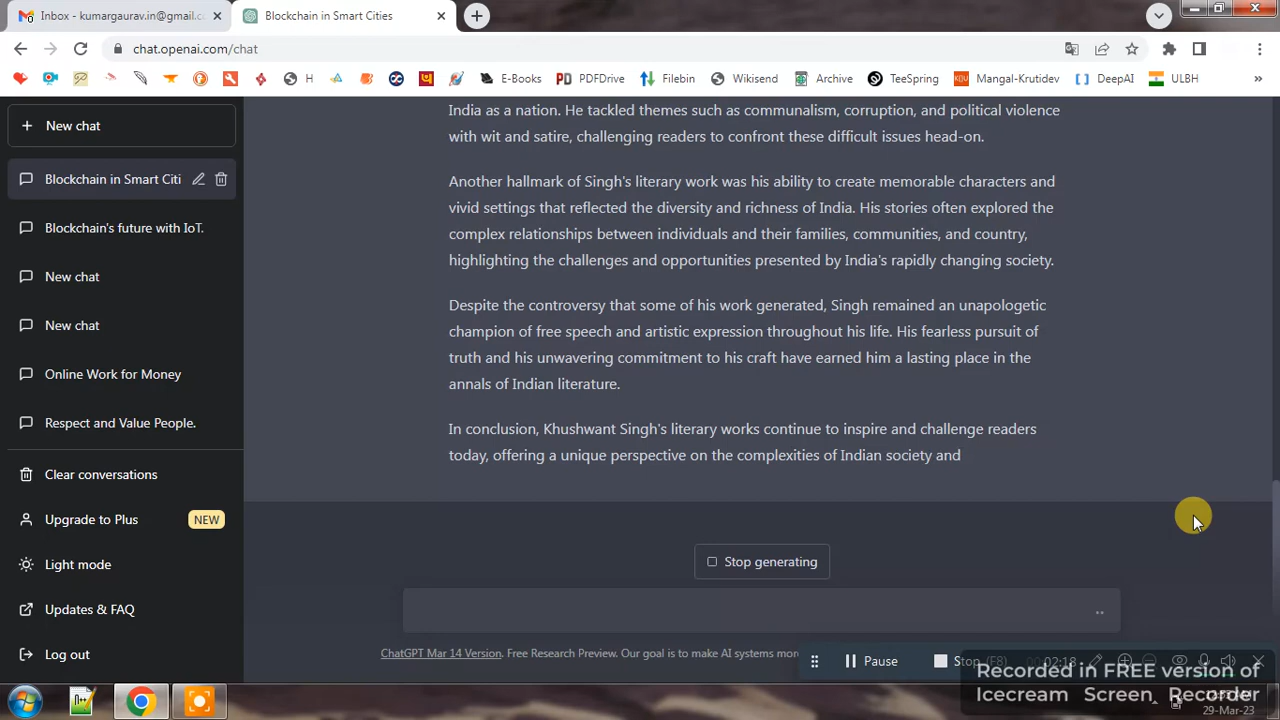 Inbox - kumargaurav.in@gmail.c
Blockchain in Smart Cities
chat.openai.com/chat
H
E-Books
PDFDrive
Filebin
Wikisend
Archive
TeeSpring
Mangal-Krutidev
DeepAI
ULBH
»
New chat
Blockchain in Smart Citi
Blockchain's future with IoT.
New chat
New chat
Online Work for Money
Respect and Value People.
Clear conversations
Upgrade to Plus NEW
Light mode
Updates & FAQ
Log out
India as a nation. He tackled themes such as communalism, corruption, and political violence
with wit and satire, challenging readers to confront these difficult issues head-on.
Another hallmark of Singh's literary work was his ability to create memorable characters and
vivid settings that reflected the diversity and richness of India. His stories often explored the
complex relationships between individuals and their families, communities, and country,
highlighting the challenges and opportunities presented by India's rapidly changing society.
Despite the controversy that some of his work generated, Singh remained an unapologetic
champion of free speech and artistic expression throughout his life. His fearless pursuit of
truth and his unwavering commitment to his craft have earned him a lasting place in the
annals of Indian literature.
In conclusion, Khushwant Singh's literary works continue to inspire and challenge readers
today, offering a unique perspective on the complexities of Indian society and
Stop generating
ChatGPT Mar 14 Version. Free Research Preview. Our goal is to make AI systems more
Pause
Stop (F8)
02:18
Recorded in FREE version of
Icecream Screen Recorder
29-Mar-23